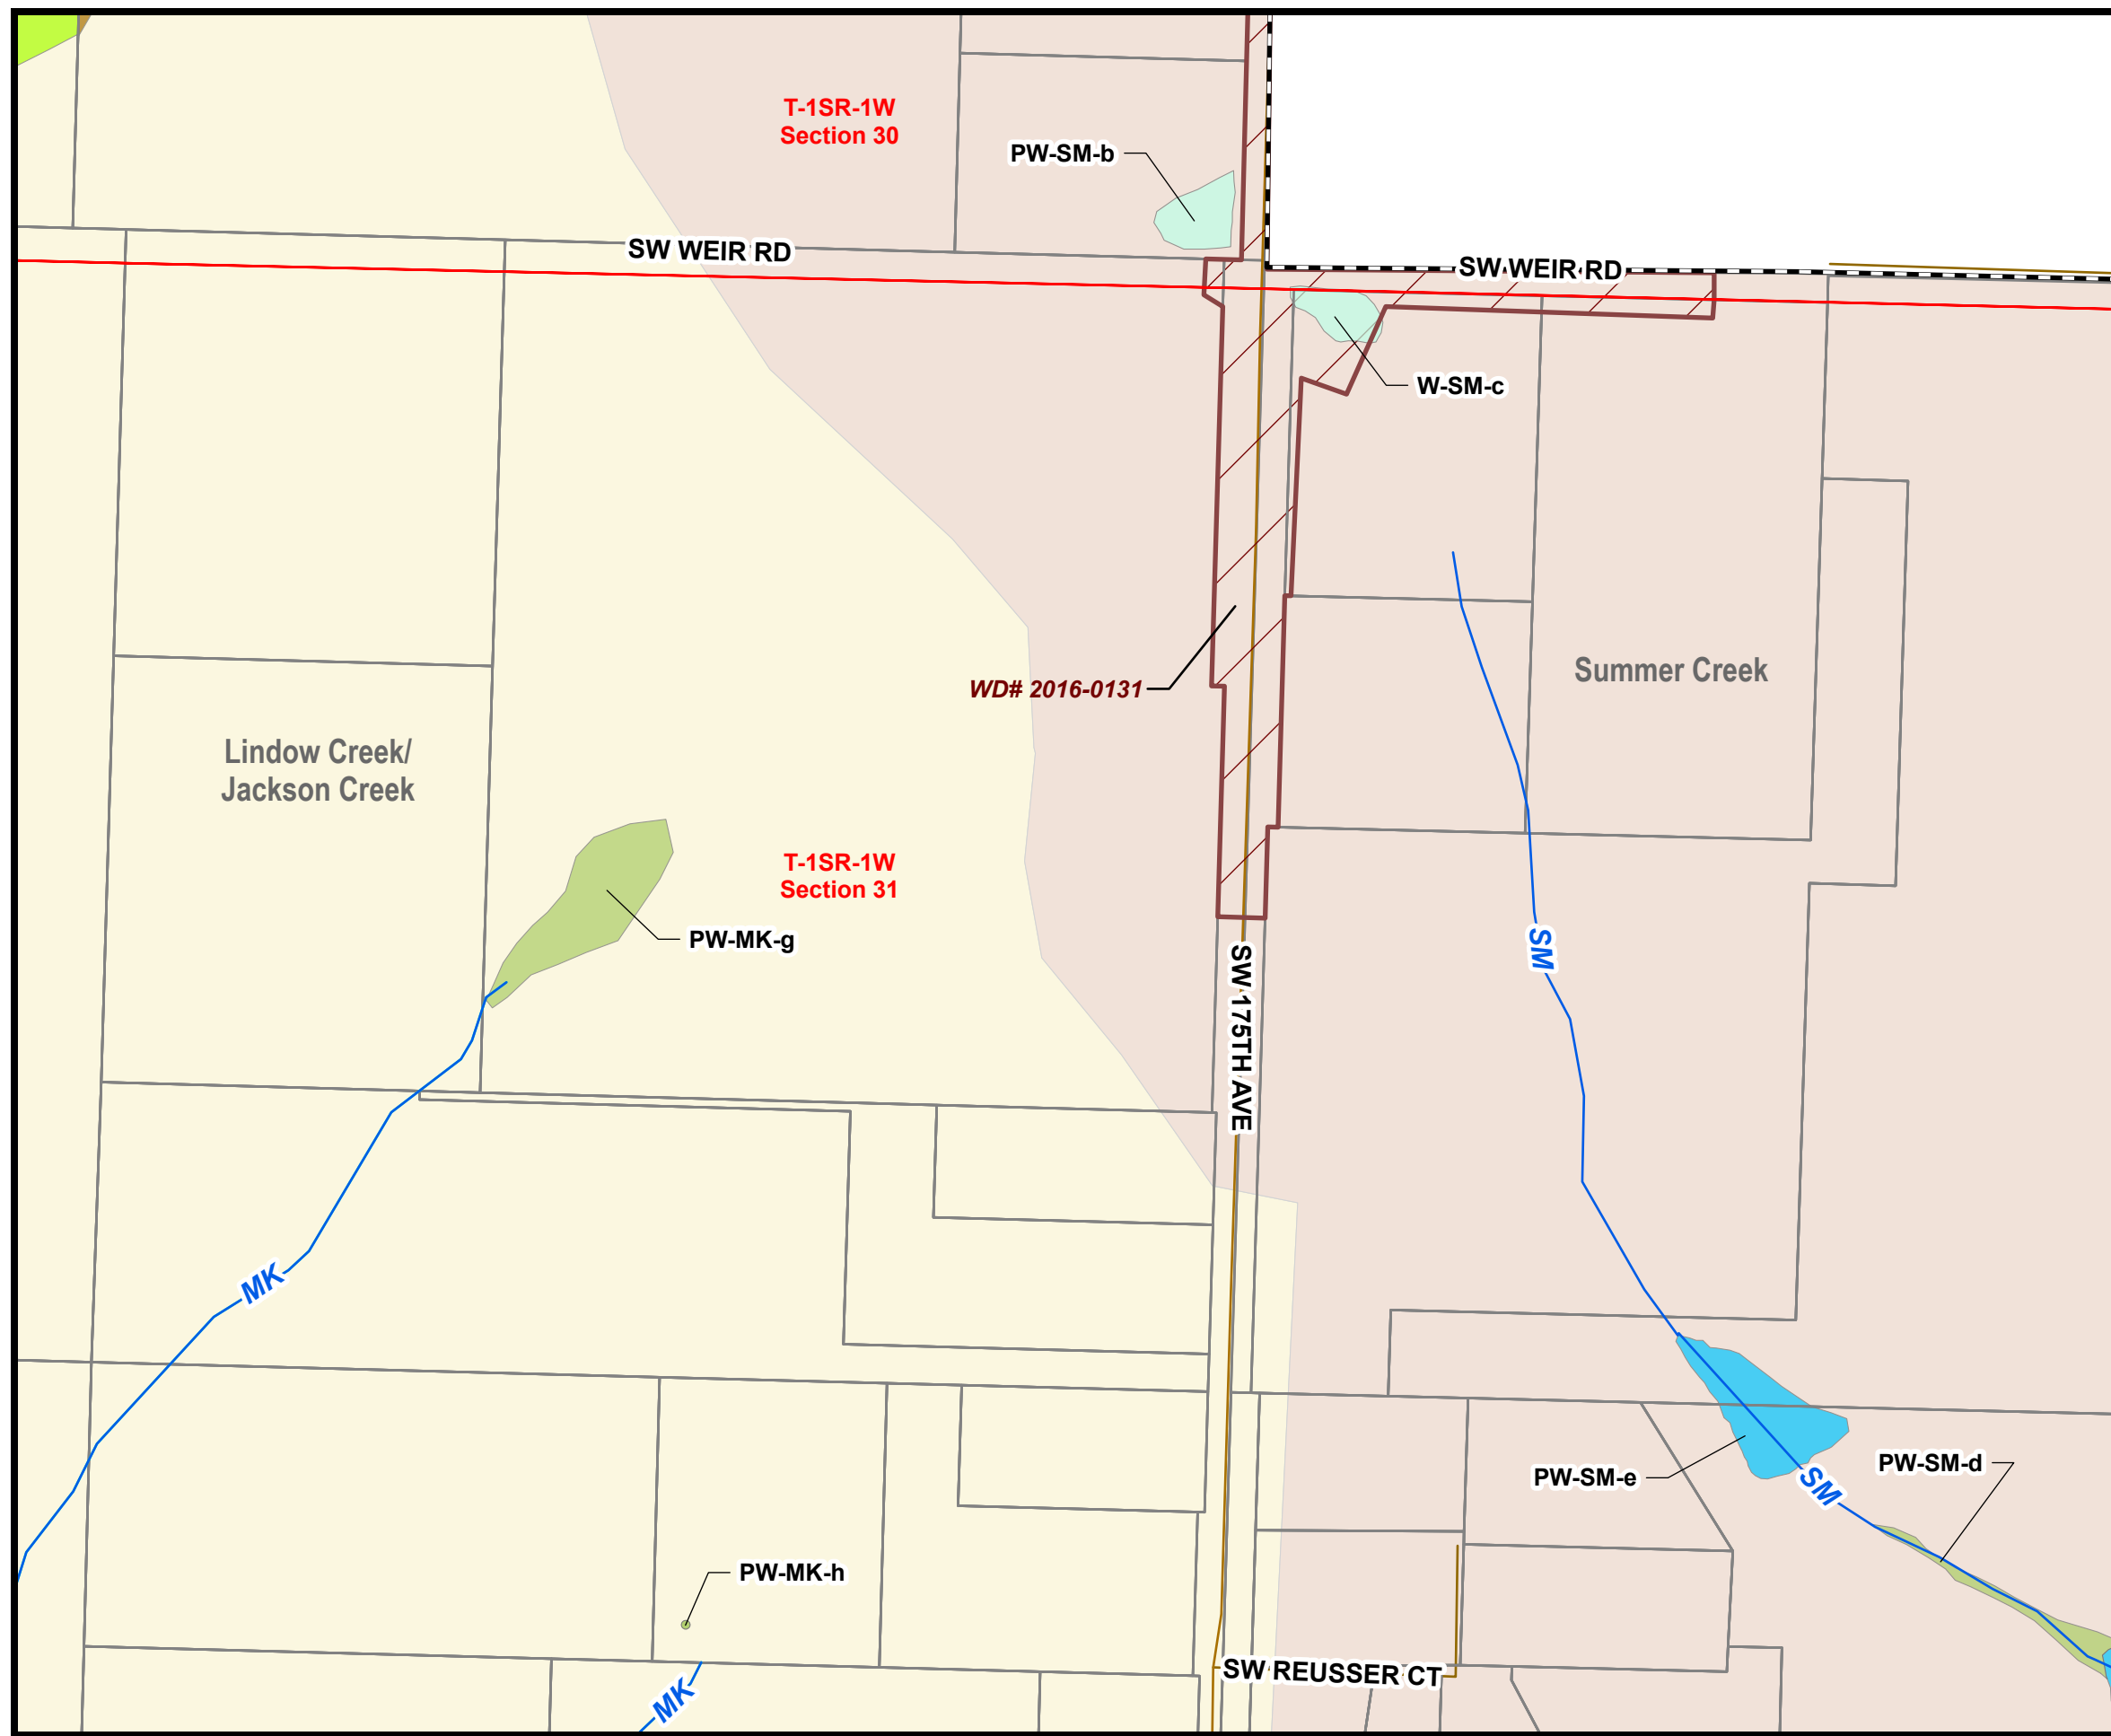 T-1SR-1W
Section 30
PW-SM-b
SW WEIR RD
SW WEIR RD
W-SM-c
WD# 2016-0131
Summer Creek
Lindow Creek/
Jackson Creek
T-1SR-1W
Section 31
PW-MK-g
SM
SW 175TH AVE
MK
PW-SM-e
PW-SM-d
SM
PW-MK-h
SW REUSSER CT
MK